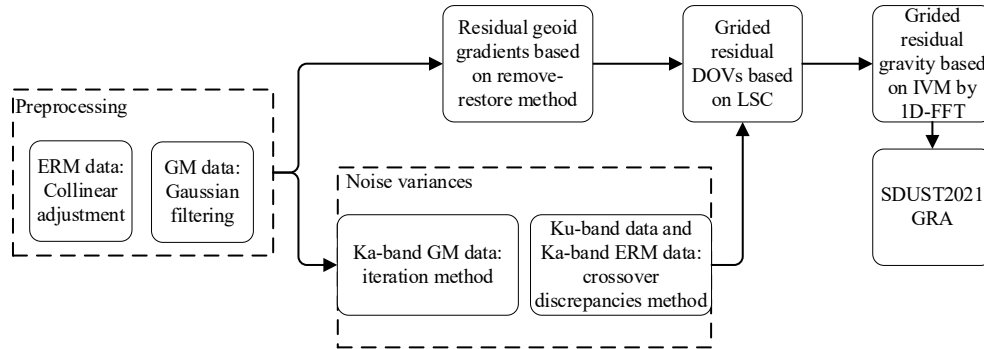 Preprocessing
ERM data:
Collinear
adjustment
GM data:
Gaussian
filtering
Residual geoid
gradients based
on remove-
restore method
Noise variances
Ka-band GM data:
iteration method
Ku-band data and
Ka-band ERM data:
crossover
discrepancies method
Grided
residual
DOVs based
on LSC
Grided
residual
gravity based
on IVM by
1D-FFT
SDUST2021
GRA